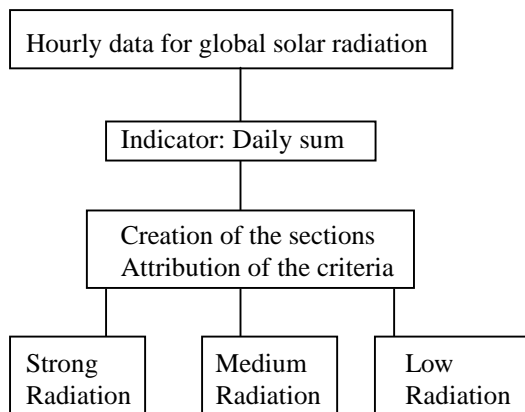 Hourly data for global solar radiation
Indicator: Daily sum
Creation of the sections
Attribution of the criteria
Strong
Radiation
Medium
Radiation
Low
Radiation